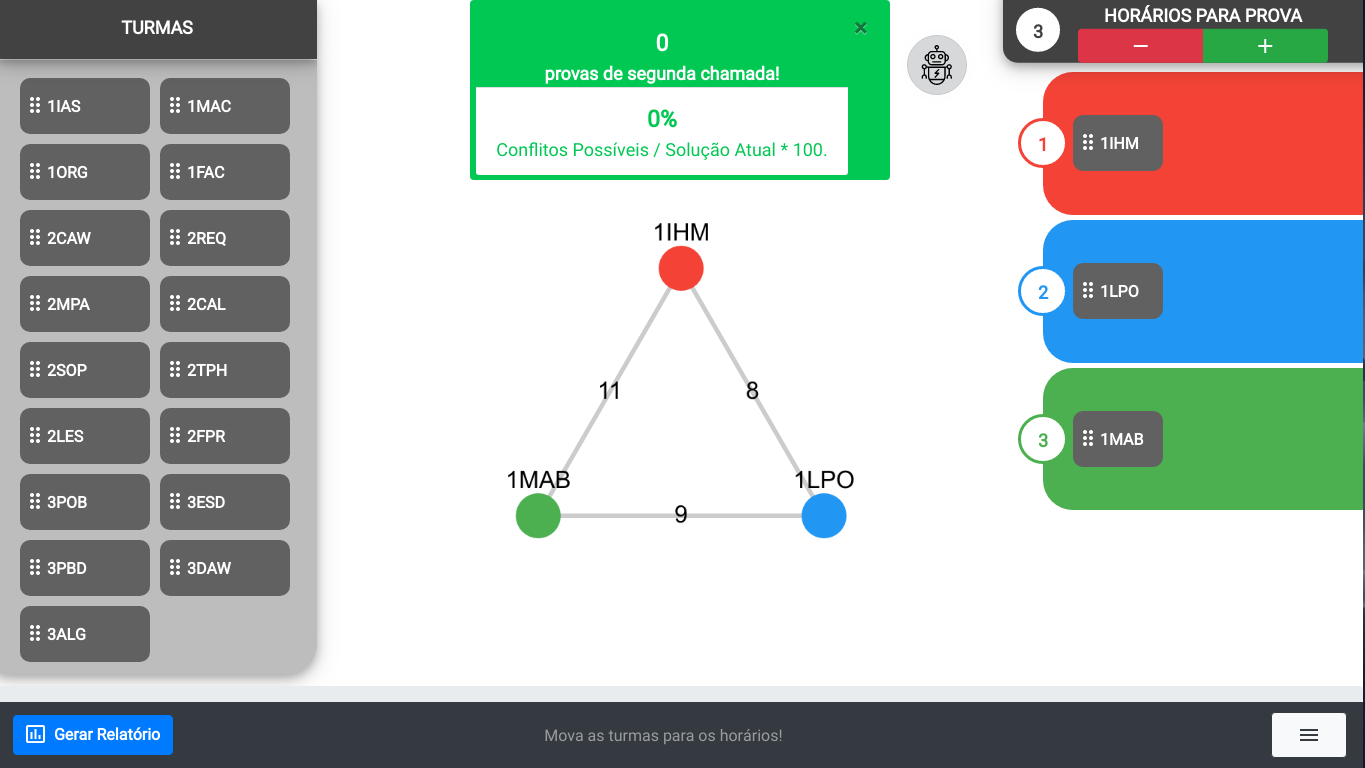 TURMAS
1IAS
1MAC
1ORG
1FAC
2CAW
2REQ
2MPA
2CAL
2SOP
2TPH
2LES
2FPR
3POB
3ESD
3PBD
3DAW
3ALG
×
0
provas de segunda chamada!
0%
Conflitos Possíveis / Solução Atual * 100.
1IHM
11
8
1MAB
1LPO
9
3
HORÁRIOS PARA PROVA
−
+
1
1IHM
2
1LPO
3
1MAB
Gerar Relatório
Mova as turmas para os horários!